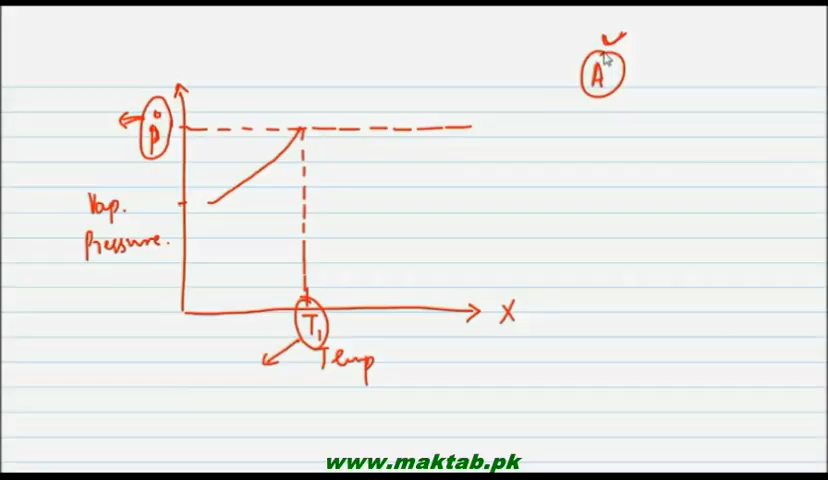 A
P°
Vap.
Pressure.
X
T₁
Temp
www.maktab.pk